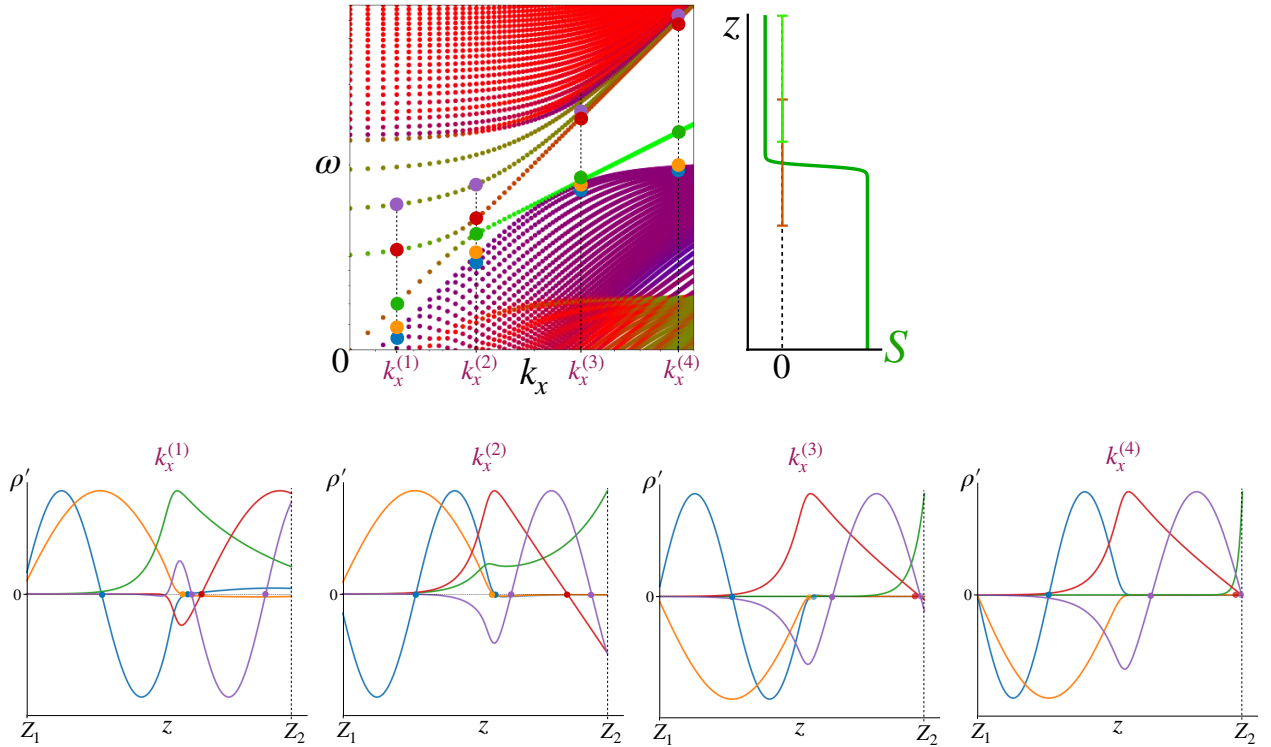 ω
0
k_x^{(1)}
k_x^{(2)}
k_x
k_x^{(3)}
k_x^{(4)}
z
0
S
k_x^{(1)}
ρ′
0
Z_1
z
Z_2
k_x^{(2)}
ρ′
0
Z_1
z
Z_2
k_x^{(3)}
ρ′
0
Z_1
z
Z_2
k_x^{(4)}
ρ′
0
Z_1
z
Z_2